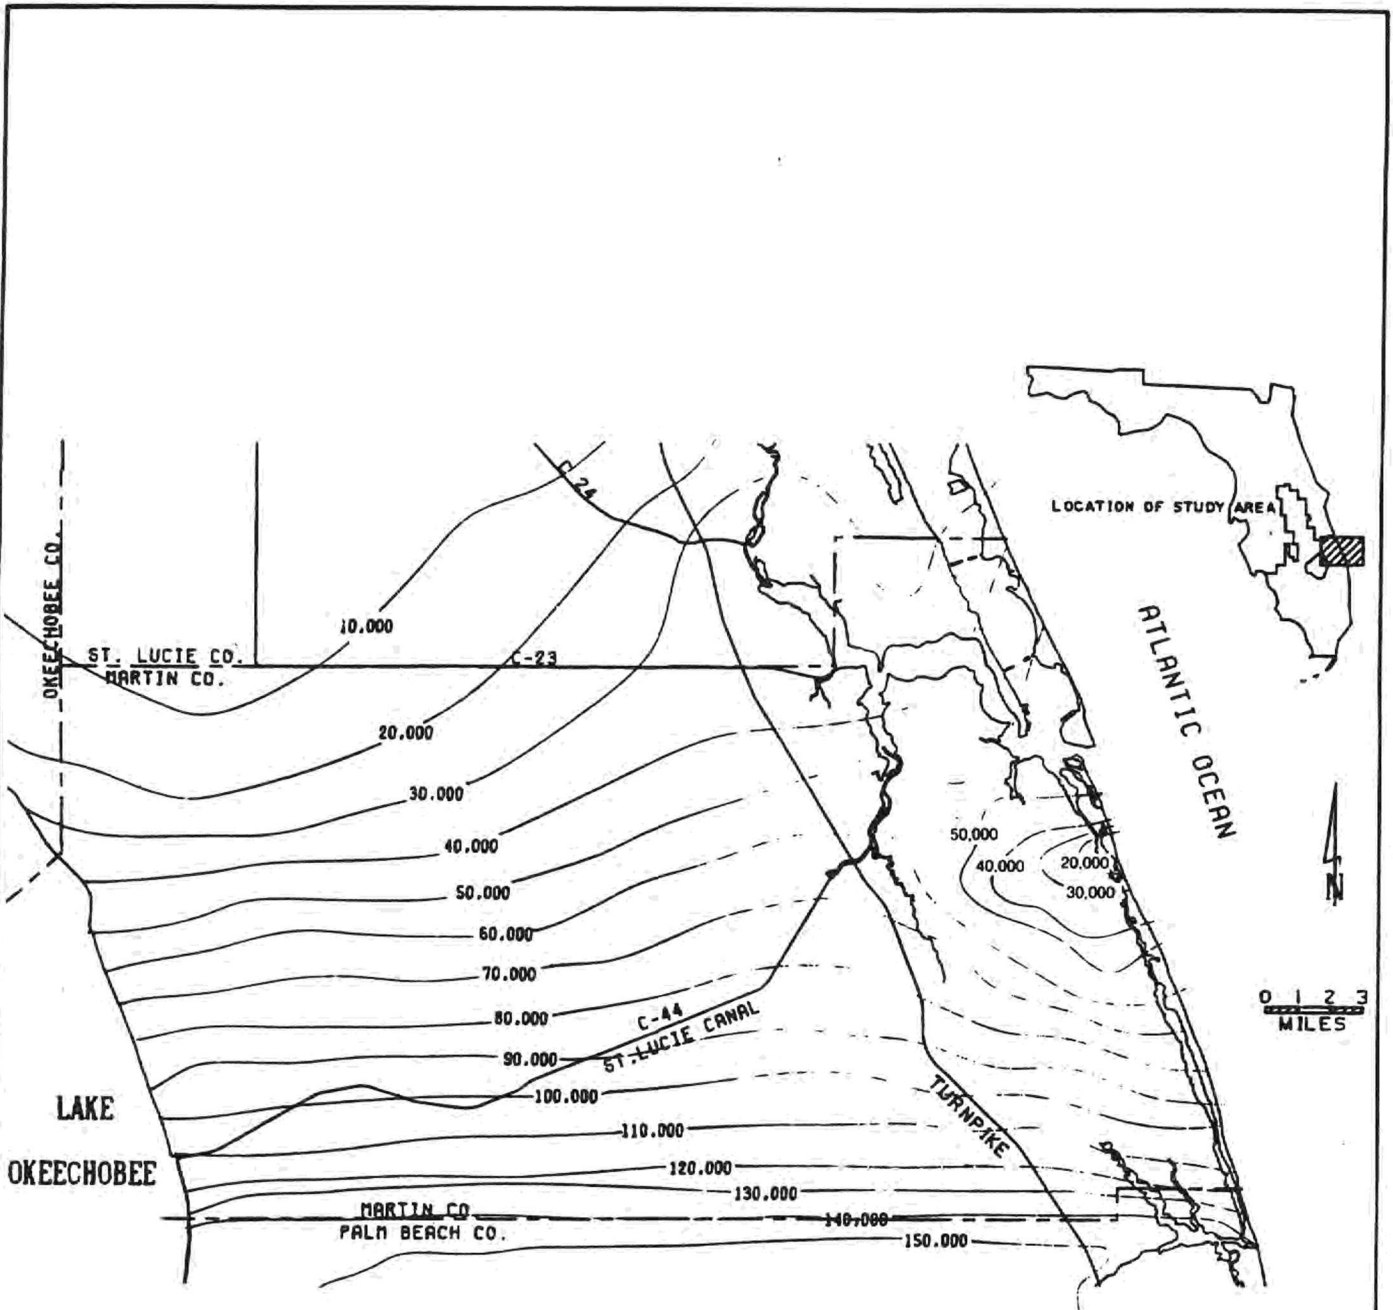 C-24
LOCATION OF STUDY AREA
OKEECHOBEE CO.
ATLANTIC OCEAN
10.000
ST. LUCIE CO.
MARTIN CO.
C-23
20.000
30.000
40.000
50.000
60.000
70.000
80.000
90.000
100.000
110.000
120.000
130.000
140,000
150.000
50,000
40,000
20,000
30,000
N
0 1 2 3
MILES
C-44
ST.LUCIE CANAL
TURNPIKE
LAKE
OKEECHOBEE
MARTIN CO
PALM BEACH CO.